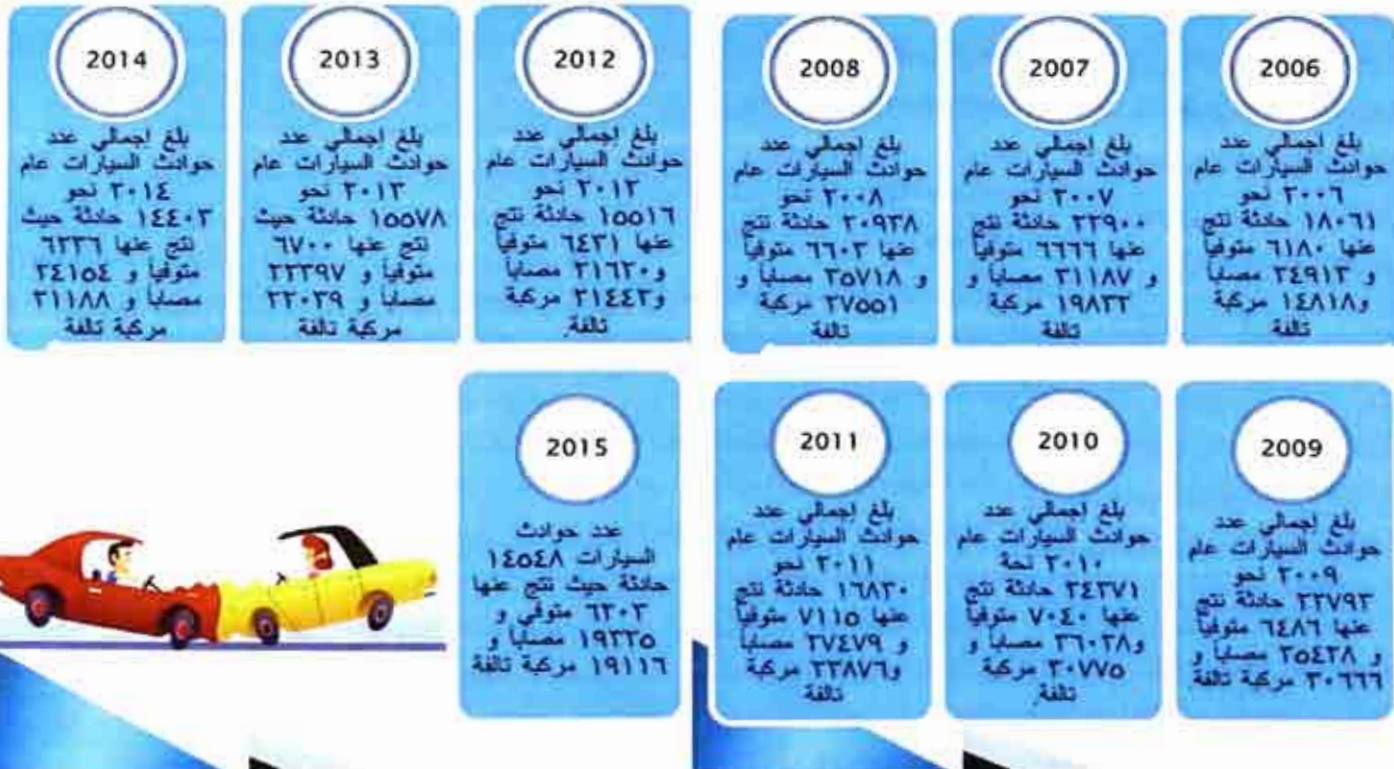 2006
بلغ اجمالي عدد
حوادث السيارات عام
٢٠٠٦ نحو
١٨٠٦١ حادثة نتج
عنها ٦١٨٠ متوفياً
و ٢٤٩١٣ مصاباً
و١٤٨١٨ مركبة
تالفة
2007
بلغ اجمالي عدد
حوادث السيارات عام
٢٠٠٧ نحو
٢٢٩٠٠ حادثة نتج
عنها ٦٦٦٦ متوفياً
و ٣١١٨٧ مصاباً و
١٩٨٣٢ مركبة
تالفة
2008
بلغ اجمالي عدد
حوادث السيارات عام
٢٠٠٨ نحو
٢٠٩٣٨ حادثة نتج
عنها ٦٦٠٣ متوفياً
و ٣٥٧١٨ مصاباً و
٢٧٥٥١ مركبة
تالفة
2009
بلغ اجمالي عدد
حوادث السيارات عام
٢٠٠٩ نحو
٢٢٧٩٣ حادثة نتج
عنها ٦٤٨٦ متوفياً
و ٣٥٤٣٨ مصاباً و
٣٠٦٦٦ مركبة تالفة
2010
بلغ اجمالي عدد
حوادث السيارات عام
٢٠١٠ نحة
٢٤٣٧١ حادثة نتج
عنها ٧٠٤٠ متوفياً
و٣٦٠٢٨ مصاباً و
٣٠٧٧٥ مركبة
تالفة
2011
بلغ اجمالي عدد
حوادث السيارات عام
٢٠١١ نحو
١٦٨٣٠ حادثة نتج
عنها ٧١١٥ متوفياً
و ٢٧٤٧٩ مصاباً
و٢٣٨٧٦ مركبة
تالفة
2012
بلغ اجمالي عدد
حوادث السيارات عام
٢٠١٢ نحو
١٥٥١٦ حادثة نتج
عنها ٦٤٣١ متوفياً
و٢١٦٢٠ مصاباً
و٢١٤٤٣ مركبة
تالفة
2013
بلغ اجمالي عدد
حوادث السيارات عام
٢٠١٣ نحو
١٥٥٧٨ حادثة حيث
نتج عنها ٦٧٠٠
متوفياً و ٢٢٣٩٧
مصاباً و ٢٢٠٣٩
مركبة تالفة
2014
بلغ اجمالي عدد
حوادث السيارات عام
٢٠١٤ نحو
١٤٤٠٣ حادثة حيث
نتج عنها ٦٢٣٦
متوفياً و ٢٤١٥٤
مصاباً و ٢١١٨٨
مركبة تالفة
2015
عدد حوادث
السيارات ١٤٥٤٨
حادثة حيث نتج عنها
٦٢٠٣ متوفى و
١٩٣٢٥ مصاباً و
١٩١١٦ مركبة تالفة